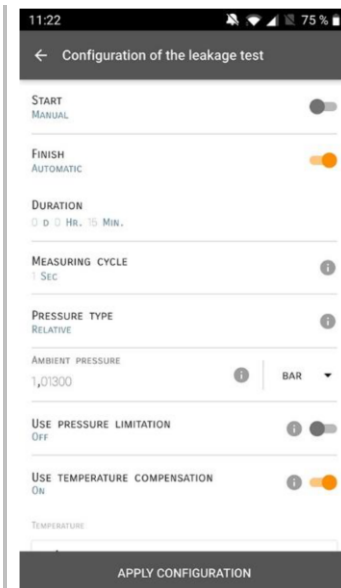 11:22
75 %
Configuration of the leakage test
START
MANUAL
FINISH
AUTOMATIC
DURATION
0 D 0 HR. 15 MIN.
MEASURING CYCLE
1 SEC
PRESSURE TYPE
RELATIVE
AMBIENT PRESSURE
1,01300 BAR
USE PRESSURE LIMITATION
OFF
USE TEMPERATURE COMPENSATION
ON
TEMPERATURE
APPLY CONFIGURATION